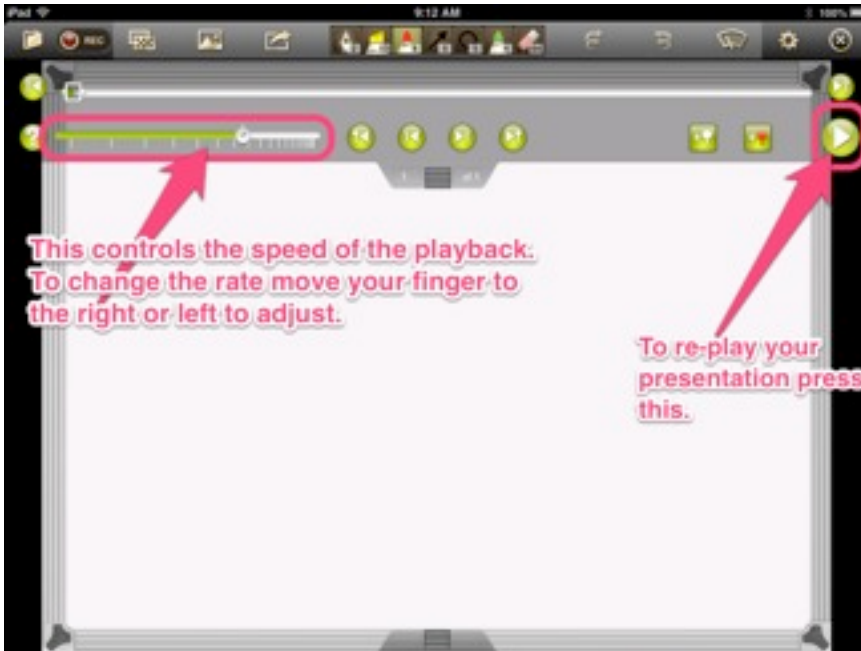 iPad 9:12 AM 100%
REC
This controls the speed of the playback.
To change the rate move your finger to
the right or left to adjust.
To re-play your
presentation press
this.